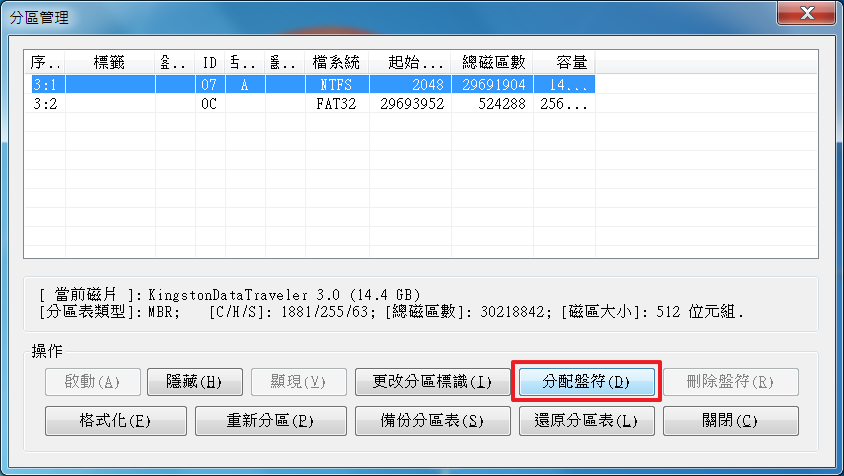 分區管理
序.. 標籤 ID 檔系統 起始... 總磁區數 容量
3:1 07 A NTFS 2048 29691904 14...
3:2 0C FAT32 29693952 524288 256...
[ 當前磁片 ]: KingstonDataTraveler 3.0 (14.4 GB)
[分區表類型]: MBR; [C/H/S]: 1881/255/63; [總磁區數]: 30218842; [磁區大小]: 512 位元組.
操作
啟動(A) 隱藏(H) 顯現(V) 更改分區標識(I) 分配盤符(D) 刪除盤符(R)
格式化(F) 重新分區(P) 備份分區表(S) 還原分區表(L) 關閉(C)